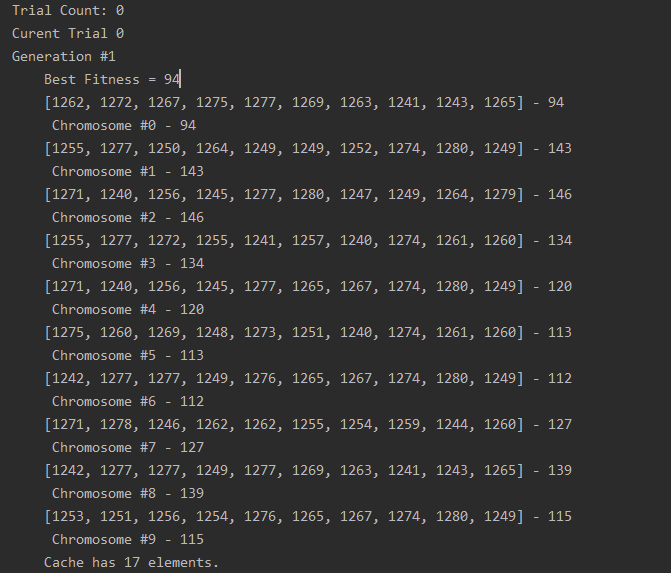 Trial Count: 0
Curent Trial 0
Generation #1
Best Fitness = 94
[1262, 1272, 1267, 1275, 1277, 1269, 1263, 1241, 1243, 1265] - 94
Chromosome #0 - 94
[1255, 1277, 1250, 1264, 1249, 1249, 1252, 1274, 1280, 1249] - 143
Chromosome #1 - 143
[1271, 1240, 1256, 1245, 1277, 1280, 1247, 1249, 1264, 1279] - 146
Chromosome #2 - 146
[1255, 1277, 1272, 1255, 1241, 1257, 1240, 1274, 1261, 1260] - 134
Chromosome #3 - 134
[1271, 1240, 1256, 1245, 1277, 1265, 1267, 1274, 1280, 1249] - 120
Chromosome #4 - 120
[1275, 1260, 1269, 1248, 1273, 1251, 1240, 1274, 1261, 1260] - 113
Chromosome #5 - 113
[1242, 1277, 1277, 1249, 1276, 1265, 1267, 1274, 1280, 1249] - 112
Chromosome #6 - 112
[1271, 1278, 1246, 1262, 1262, 1255, 1254, 1259, 1244, 1260] - 127
Chromosome #7 - 127
[1242, 1277, 1277, 1249, 1277, 1269, 1263, 1241, 1243, 1265] - 139
Chromosome #8 - 139
[1253, 1251, 1256, 1254, 1276, 1265, 1267, 1274, 1280, 1249] - 115
Chromosome #9 - 115
Cache has 17 elements.